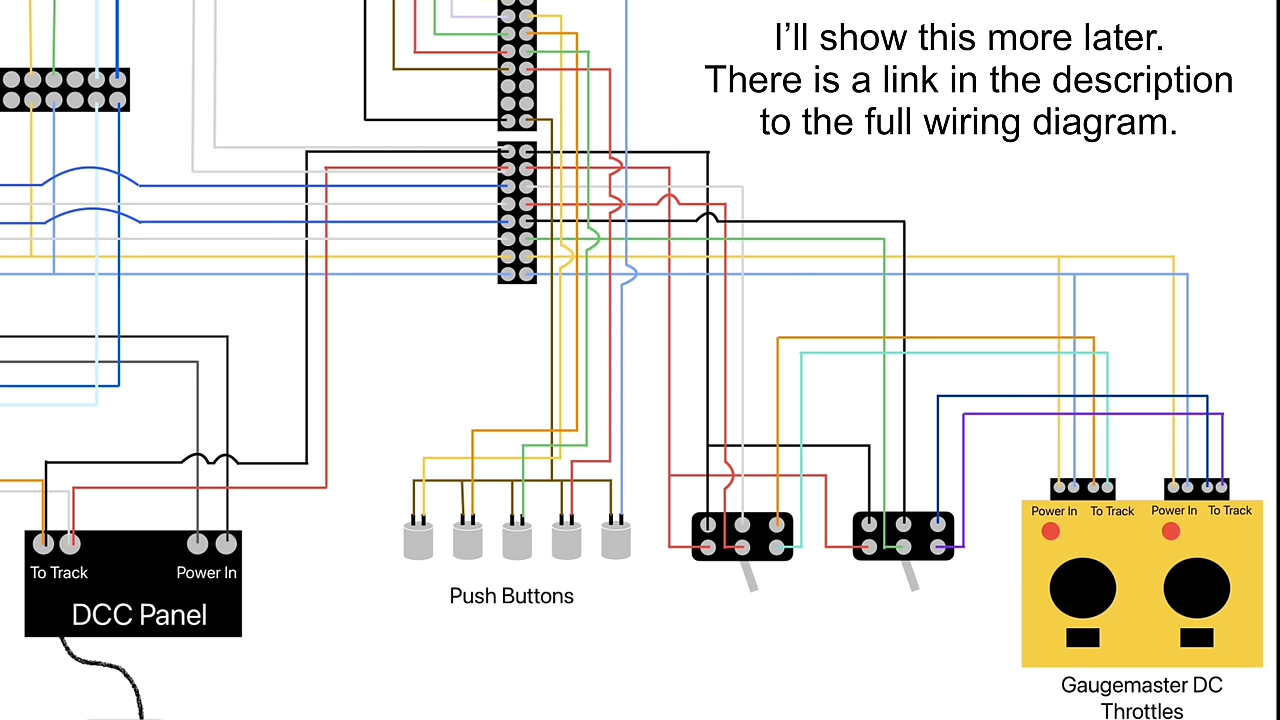 I'll show this more later.
There is a link in the description
to the full wiring diagram.
Power In To Track Power In To Track
To Track Power In
DCC Panel
Push Buttons
Gaugemaster DC
Throttles